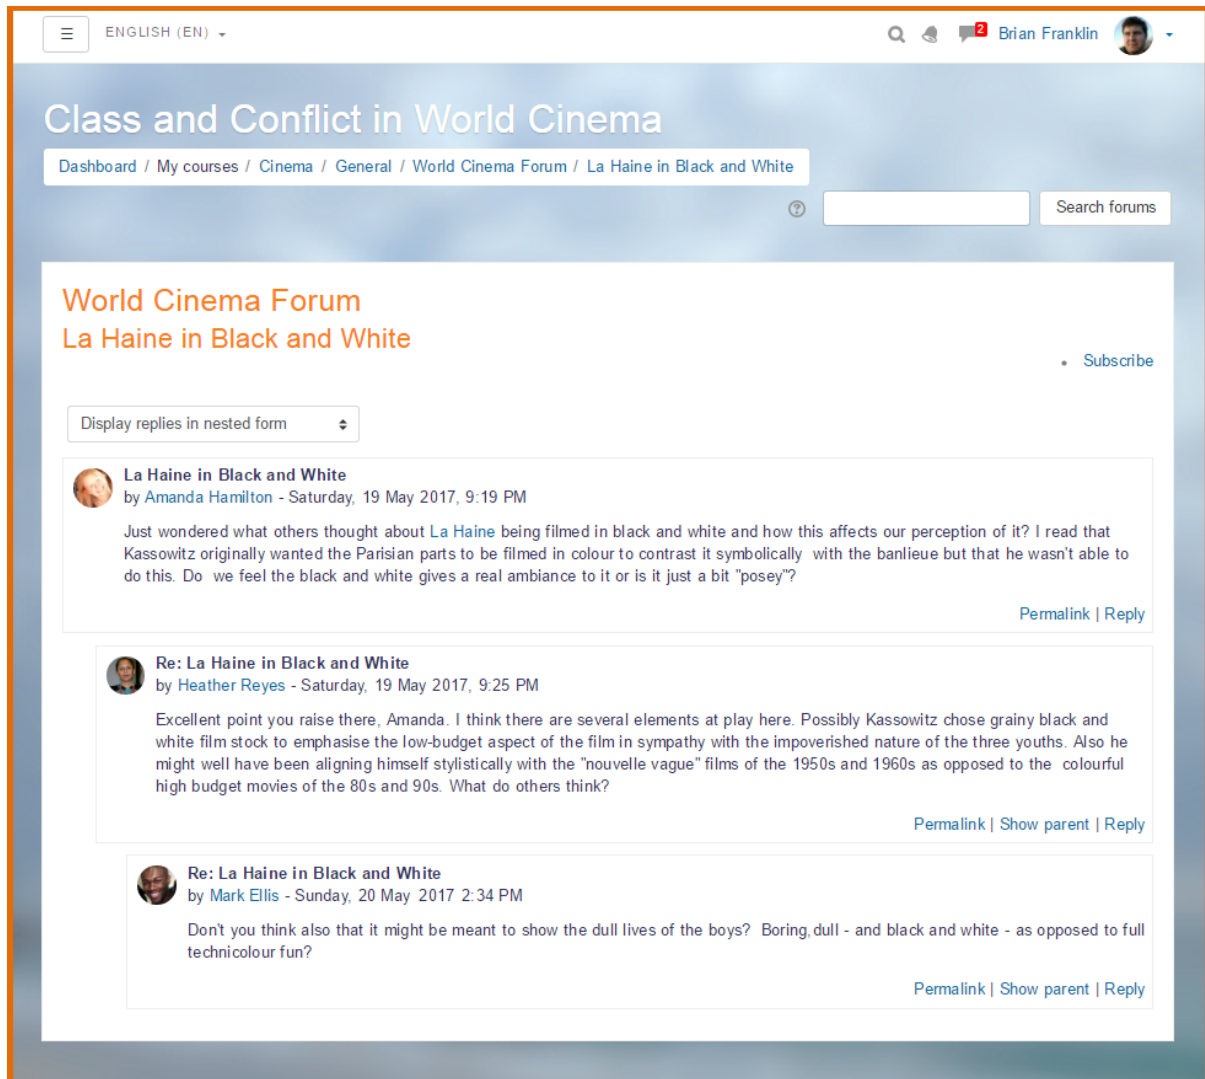 ENGLISH (EN)
2
Brian Franklin
Class and Conflict in World Cinema
Dashboard / My courses / Cinema / General / World Cinema Forum / La Haine in Black and White
Search forums
World Cinema Forum
La Haine in Black and White
Subscribe
Display replies in nested form
La Haine in Black and White
by Amanda Hamilton - Saturday, 19 May 2017, 9:19 PM
Just wondered what others thought about La Haine being filmed in black and white and how this affects our perception of it? I read that
Kassowitz originally wanted the Parisian parts to be filmed in colour to contrast it symbolically with the banlieue but that he wasn't able to
do this. Do we feel the black and white gives a real ambiance to it or is it just a bit "posey"?
Permalink | Reply
Re: La Haine in Black and White
by Heather Reyes - Saturday, 19 May 2017, 9:25 PM
Excellent point you raise there, Amanda. I think there are several elements at play here. Possibly Kassowitz chose grainy black and
white film stock to emphasise the low-budget aspect of the film in sympathy with the impoverished nature of the three youths. Also he
might well have been aligning himself stylistically with the "nouvelle vague" films of the 1950s and 1960s as opposed to the colourful
high budget movies of the 80s and 90s. What do others think?
Permalink | Show parent | Reply
Re: La Haine in Black and White
by Mark Ellis - Sunday, 20 May 2017 2:34 PM
Don't you think also that it might be meant to show the dull lives of the boys? Boring, dull - and black and white - as opposed to full
technicolour fun?
Permalink | Show parent | Reply